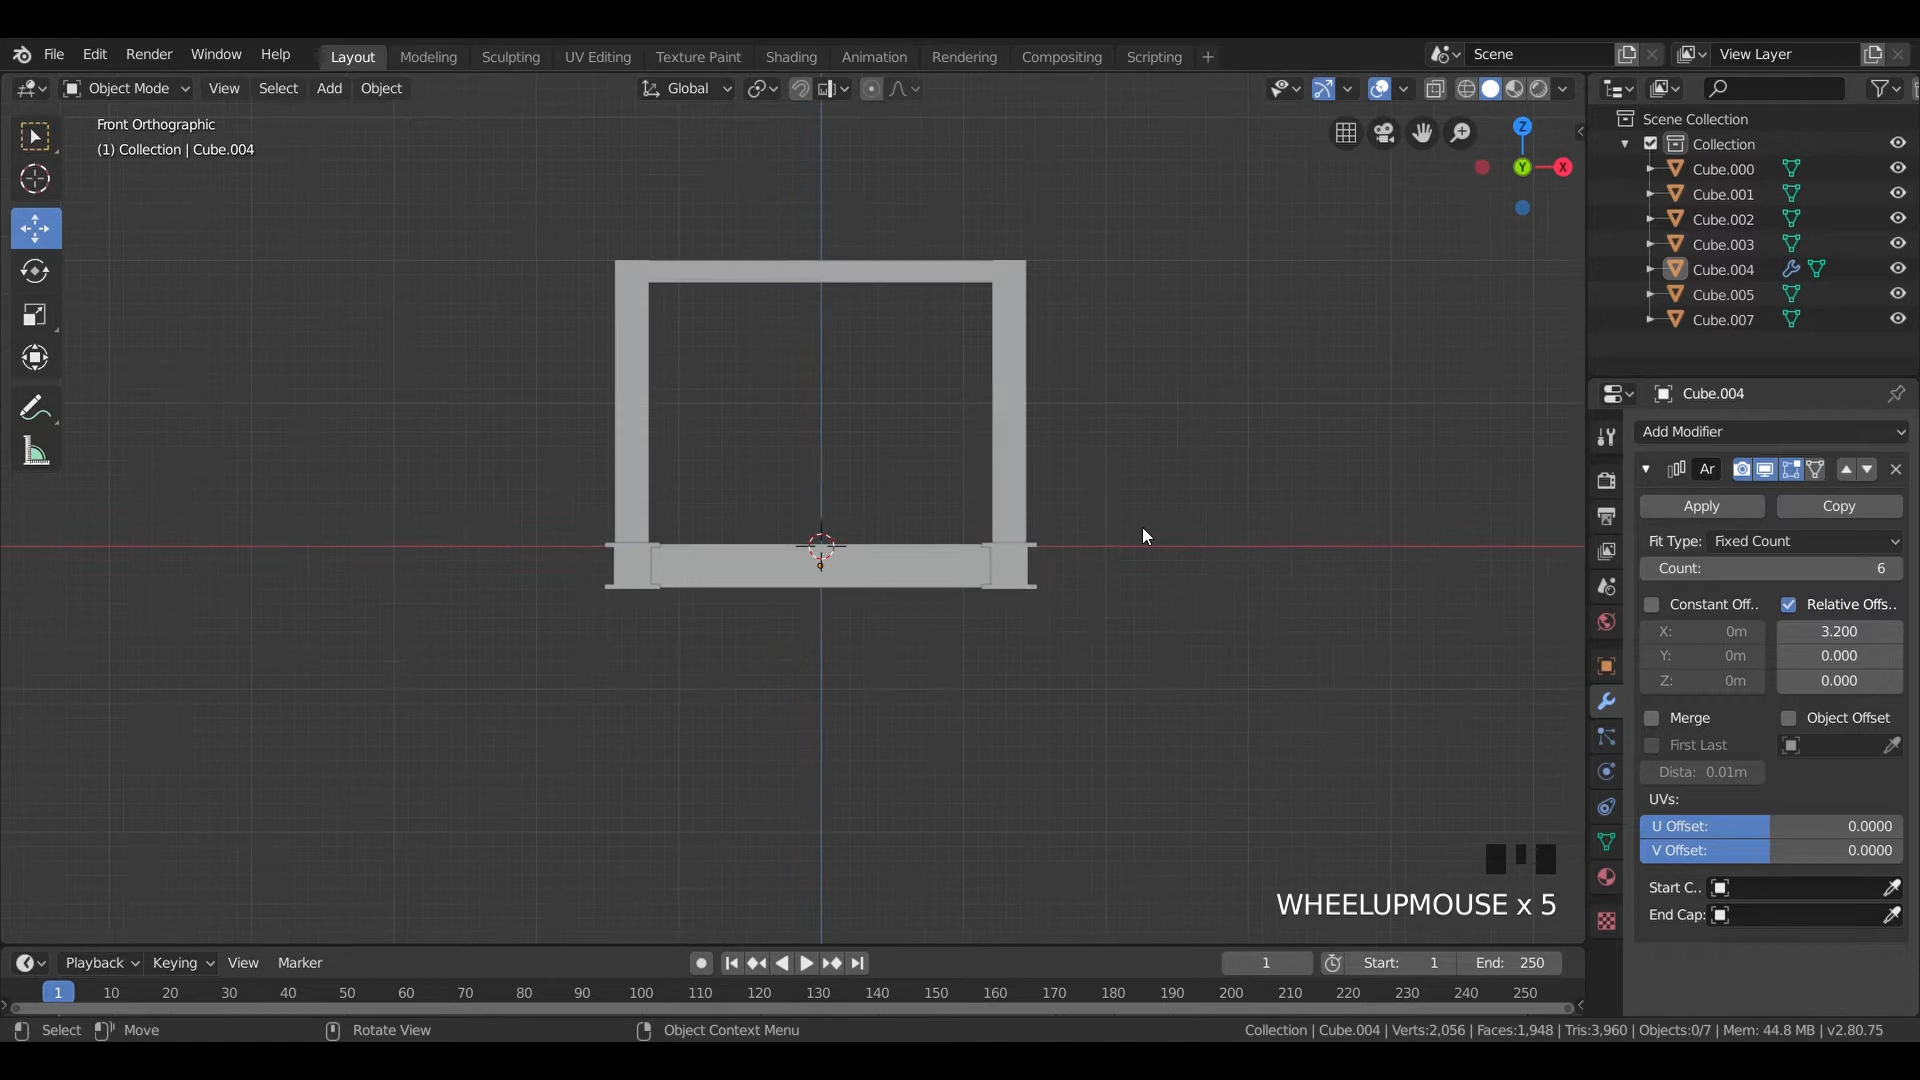 File Edit Render Window Help Layout Modeling Sculpting UV Editing Texture Paint Shading Animation Rendering Compositing Scripting + Scene View Layer
Object Mode View Select Add Object Global
Front Orthographic
(1) Collection | Cube.004
Z
Y
X
Scene Collection
Collection
Cube.000
Cube.001
Cube.002
Cube.003
Cube.004
Cube.005
Cube.007
Cube.004
Add Modifier
Ar
Apply Copy
Fit Type: Fixed Count
Count: 6
Constant Off.. Relative Offs..
X: 0m 3.200
Y: 0m 0.000
Z: 0m 0.000
Merge Object Offset
First Last
Dista: 0.01m
UVs:
U Offset: 0.0000
V Offset: 0.0000
Start C..
End Cap:
WHEELUPMOUSE x 5
Playback Keying View Marker 1 Start: 1 End: 250
1 10 20 30 40 50 60 70 80 90 100 110 120 130 140 150 160 170 180 190 200 210 220 230 240 250
Select Move Rotate View Object Context Menu Collection | Cube.004 | Verts:2,056 | Faces:1,948 | Tris:3,960 | Objects:0/7 | Mem: 44.8 MB | v2.80.75